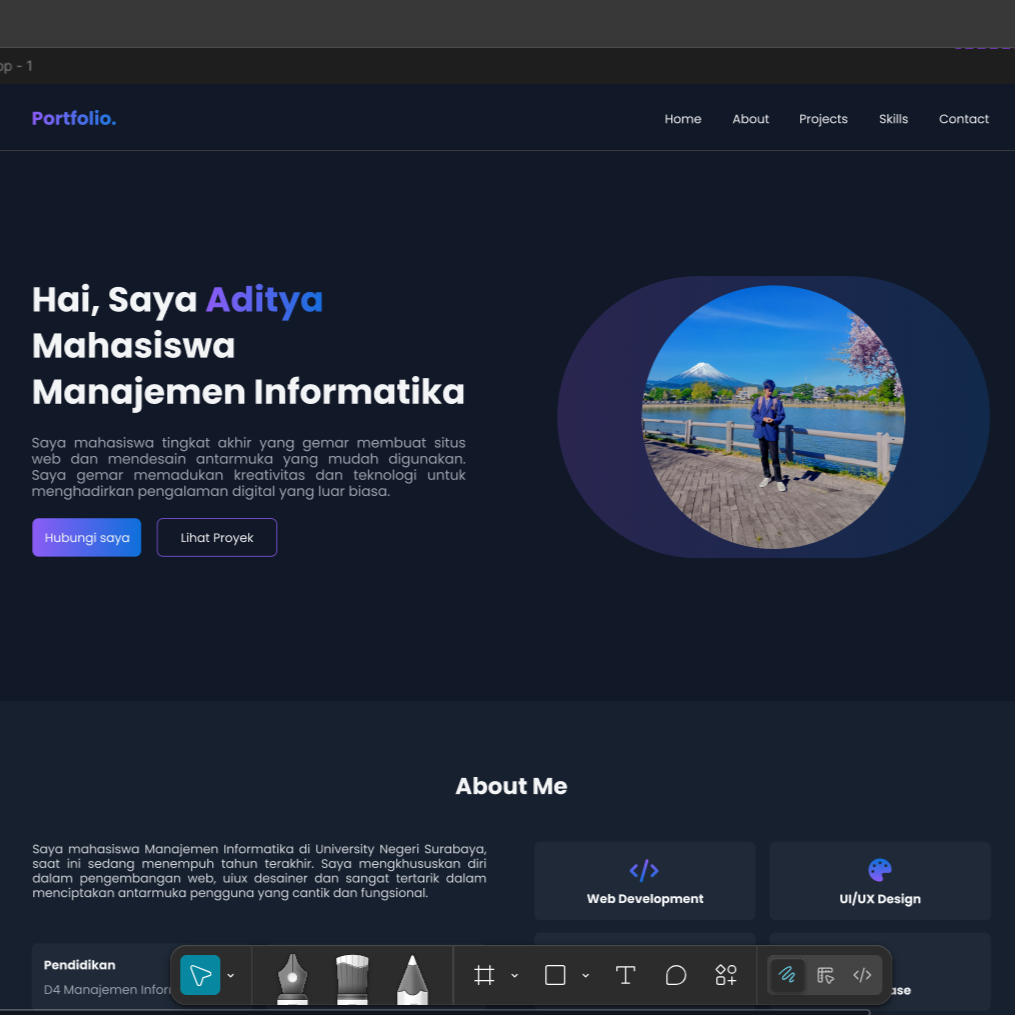 op - 1
Portfolio.
Home About Projects Skills Contact
Hai, Saya Aditya
Mahasiswa
Manajemen Informatika
Saya mahasiswa tingkat akhir yang gemar membuat situs
web dan mendesain antarmuka yang mudah digunakan.
Saya gemar memadukan kreativitas dan teknologi untuk
menghadirkan pengalaman digital yang luar biasa.
Hubungi saya Lihat Proyek
About Me
Saya mahasiswa Manajemen Informatika di University Negeri Surabaya,
saat ini sedang menempuh tahun terakhir. Saya mengkhususkan diri
dalam pengembangan web, uiux desainer dan sangat tertarik dalam
menciptakan antarmuka pengguna yang cantik dan fungsional.
Web Development
UI/UX Design
Pendidikan
D4 Manajemen Infor